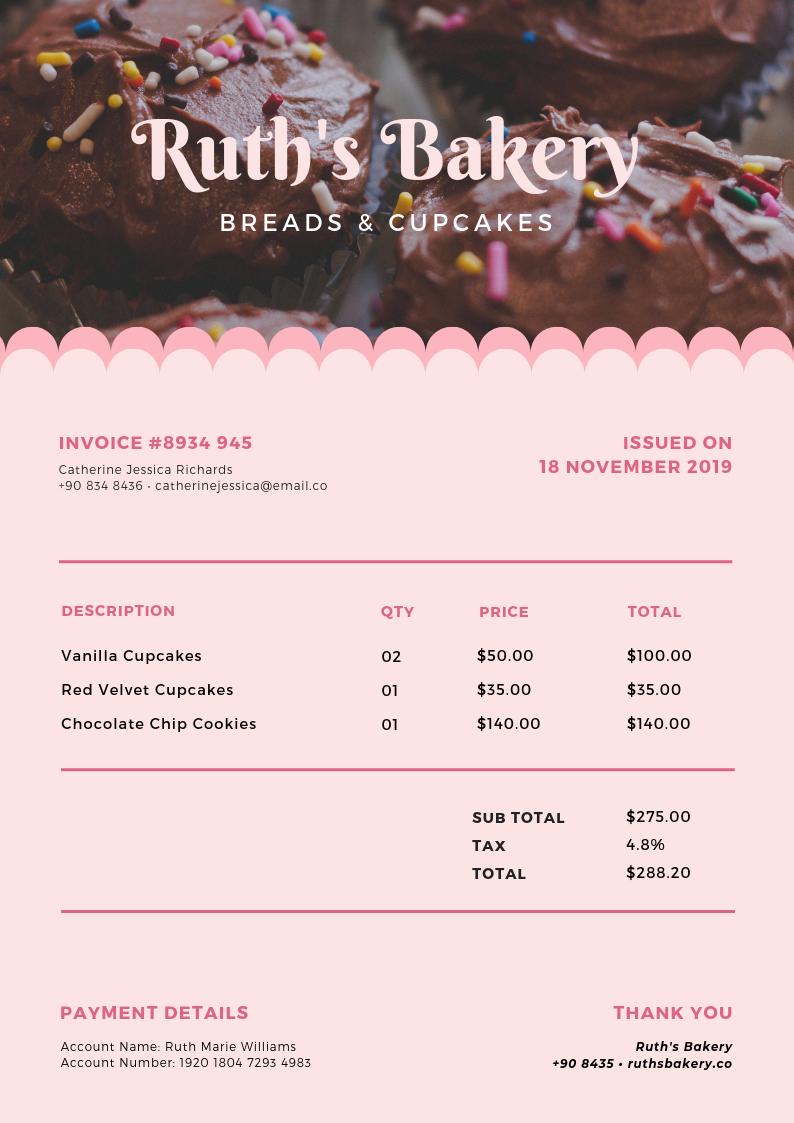 Ruth's Bakery
BREADS & CUPCAKES
INVOICE #8934 945
Catherine Jessica Richards
+90 834 8436 • catherinejessica@email.co
ISSUED ON
18 NOVEMBER 2019
DESCRIPTION QTY PRICE TOTAL
Vanilla Cupcakes 02 $50.00 $100.00
Red Velvet Cupcakes 01 $35.00 $35.00
Chocolate Chip Cookies 01 $140.00 $140.00
SUB TOTAL $275.00
TAX 4.8%
TOTAL $288.20
PAYMENT DETAILS
Account Name: Ruth Marie Williams
Account Number: 1920 1804 7293 4983
THANK YOU
Ruth's Bakery
+90 8435 • ruthsbakery.co